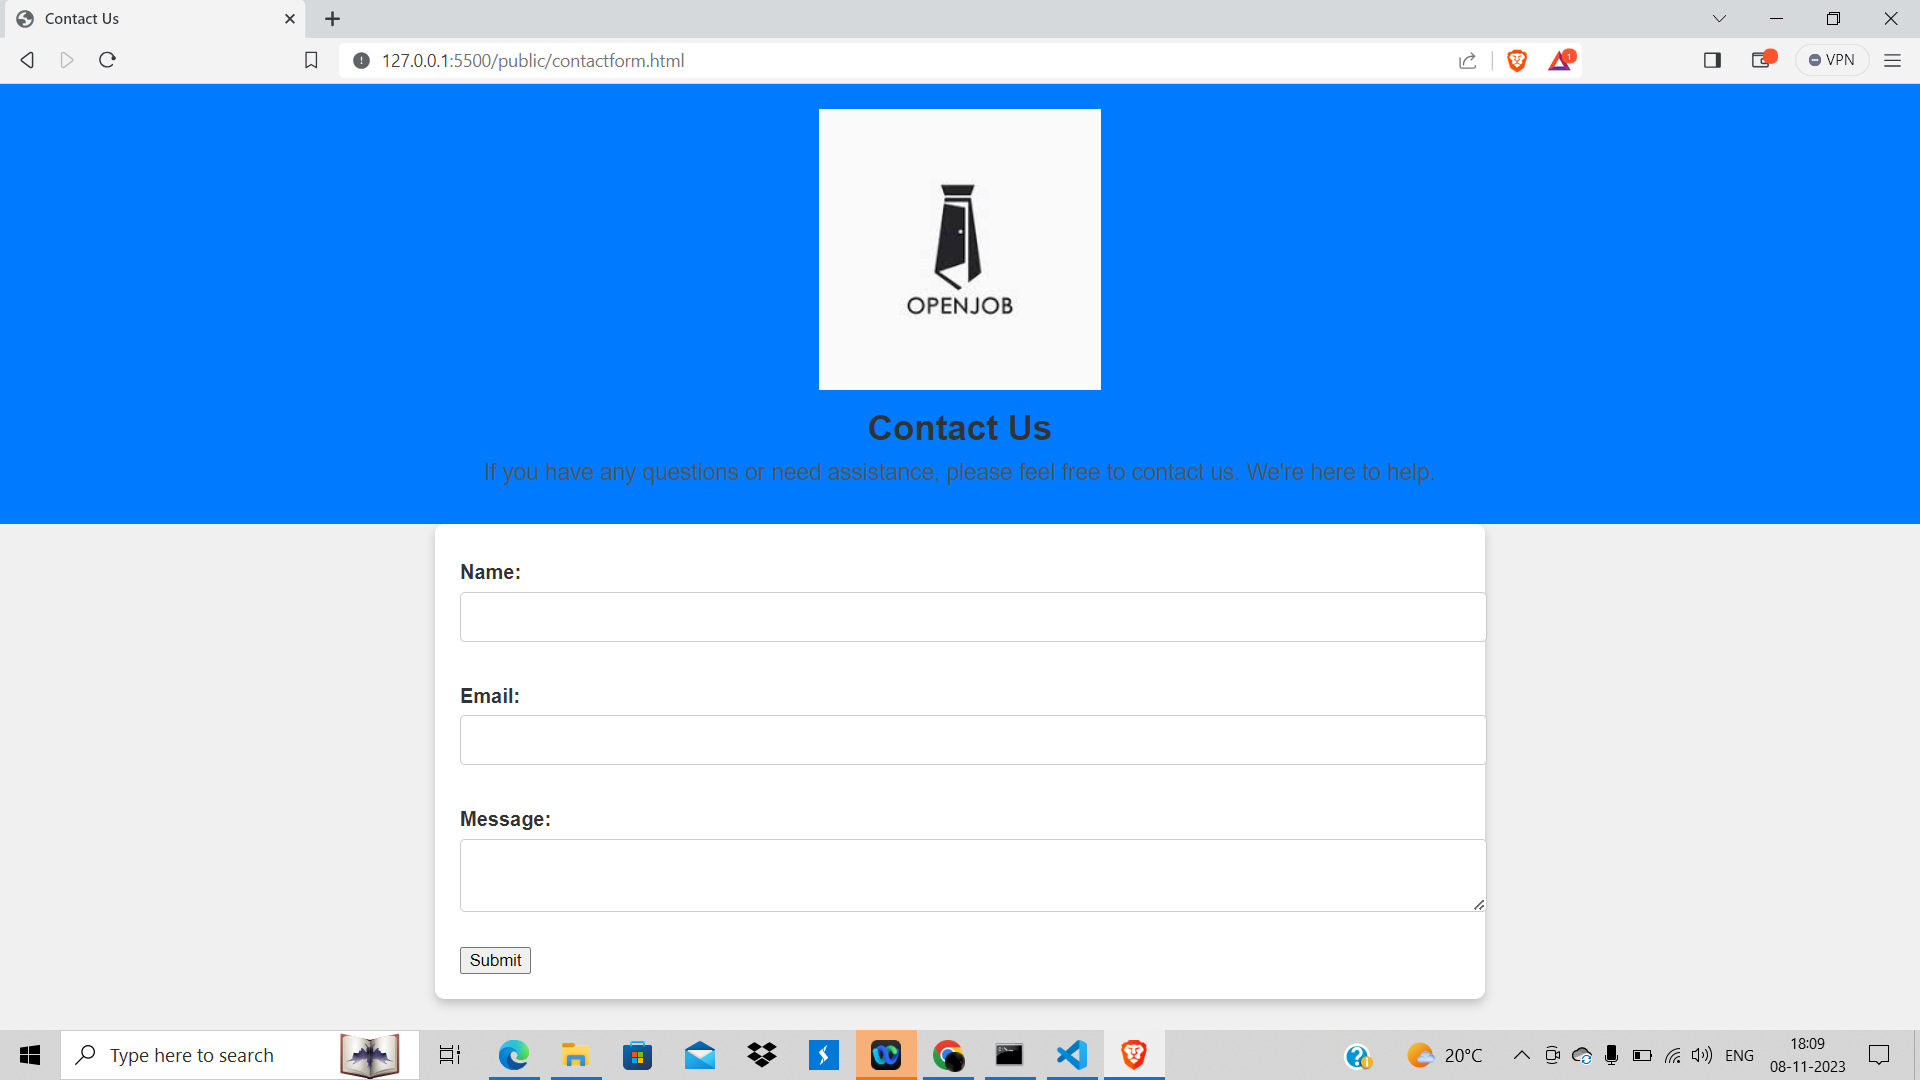 Contact Us
127.0.0.1:5500/public/contactform.html
1
VPN
OPENJOB
Contact Us
If you have any questions or need assistance, please feel free to contact us. We're here to help.
Name:
Email:
Message:
Submit
Type here to search
20°C
ENG
18:09
08-11-2023